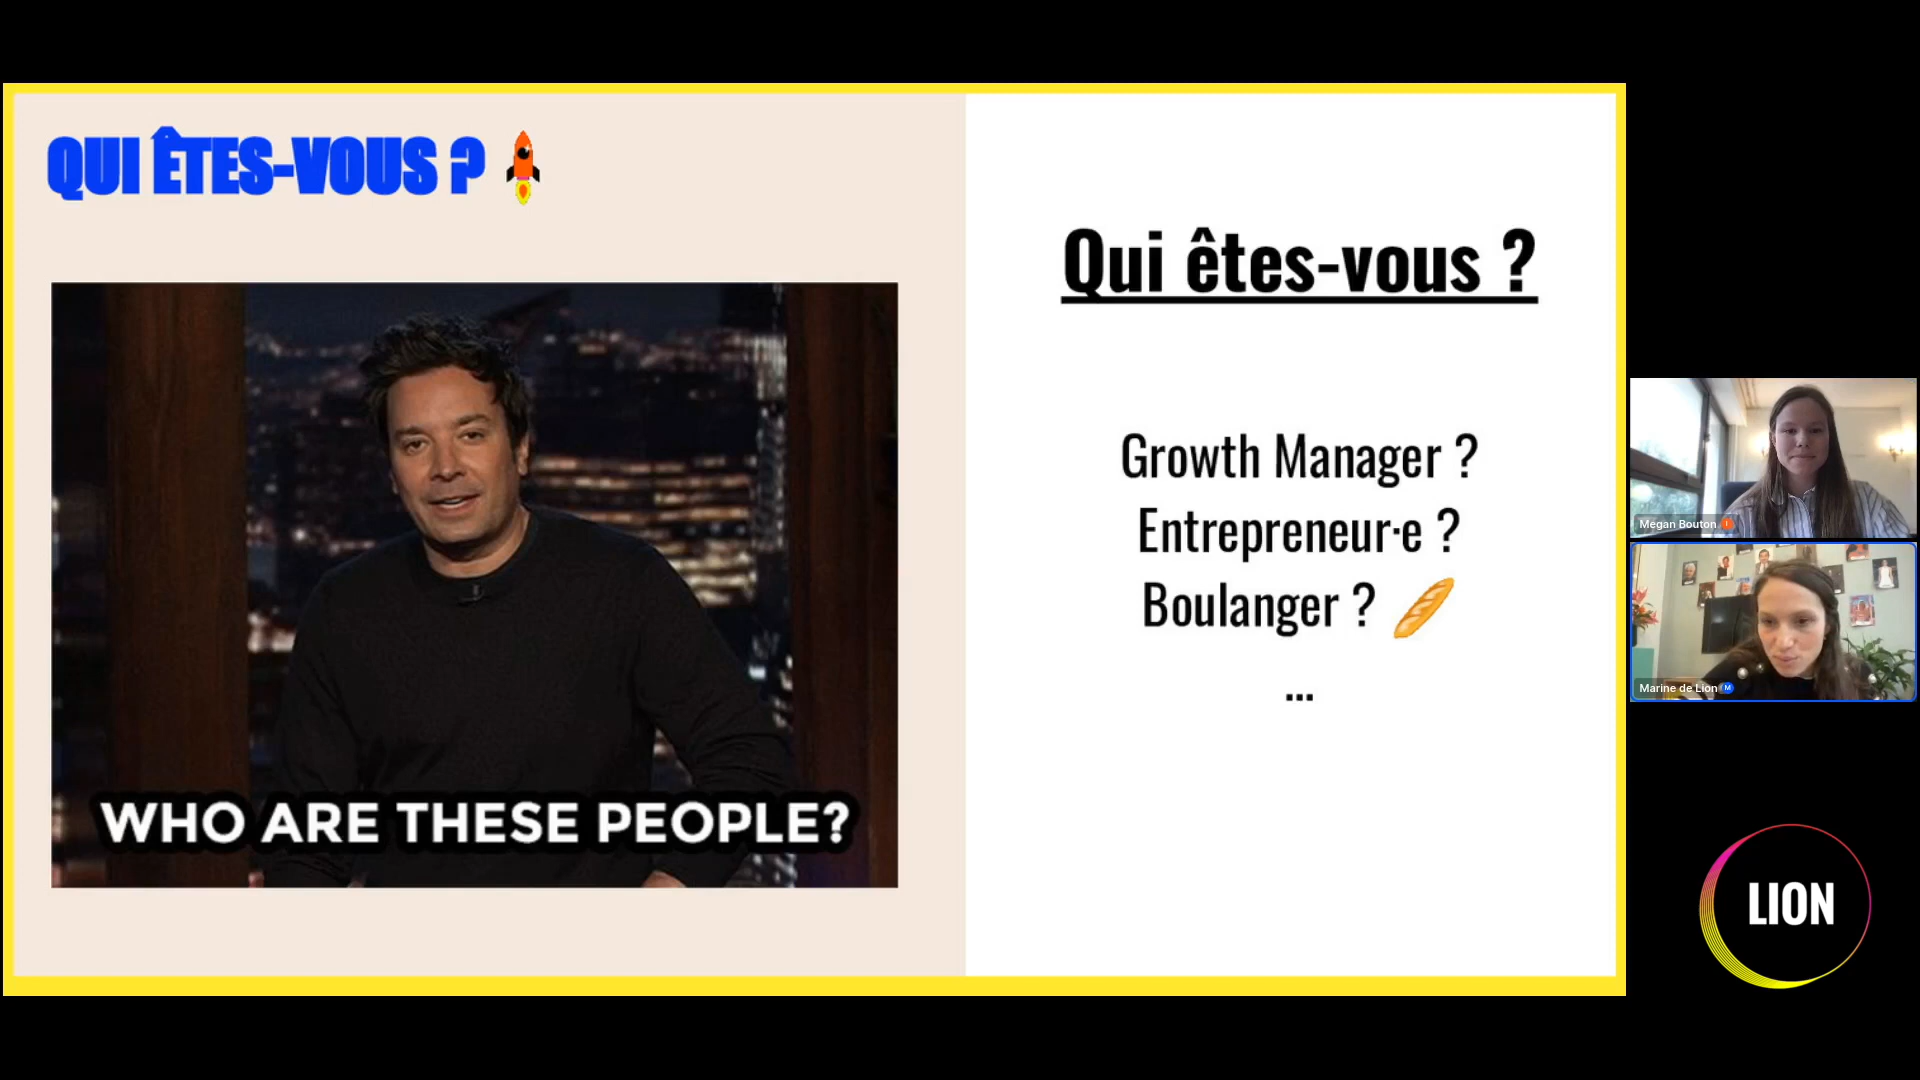 QUI ÊTES-VOUS ?
WHO ARE THESE PEOPLE?
Qui êtes-vous ?
Growth Manager ?
Entrepreneur·e ?
Boulanger ?
...
Megan Bouton
Marine de Lion M
LION